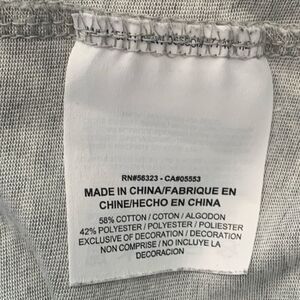 RN#56323 - CA#05553
MADE IN CHINA/FABRIQUE EN
CHINE/HECHO EN CHINA
58% COTTON / COTON / ALGODON
42% POLYESTER / POLYESTER / POLIESTER
EXCLUSIVE OF DECORATION / DECORATION
NON COMPRISE / NO INCLUYE LA
DECORACION